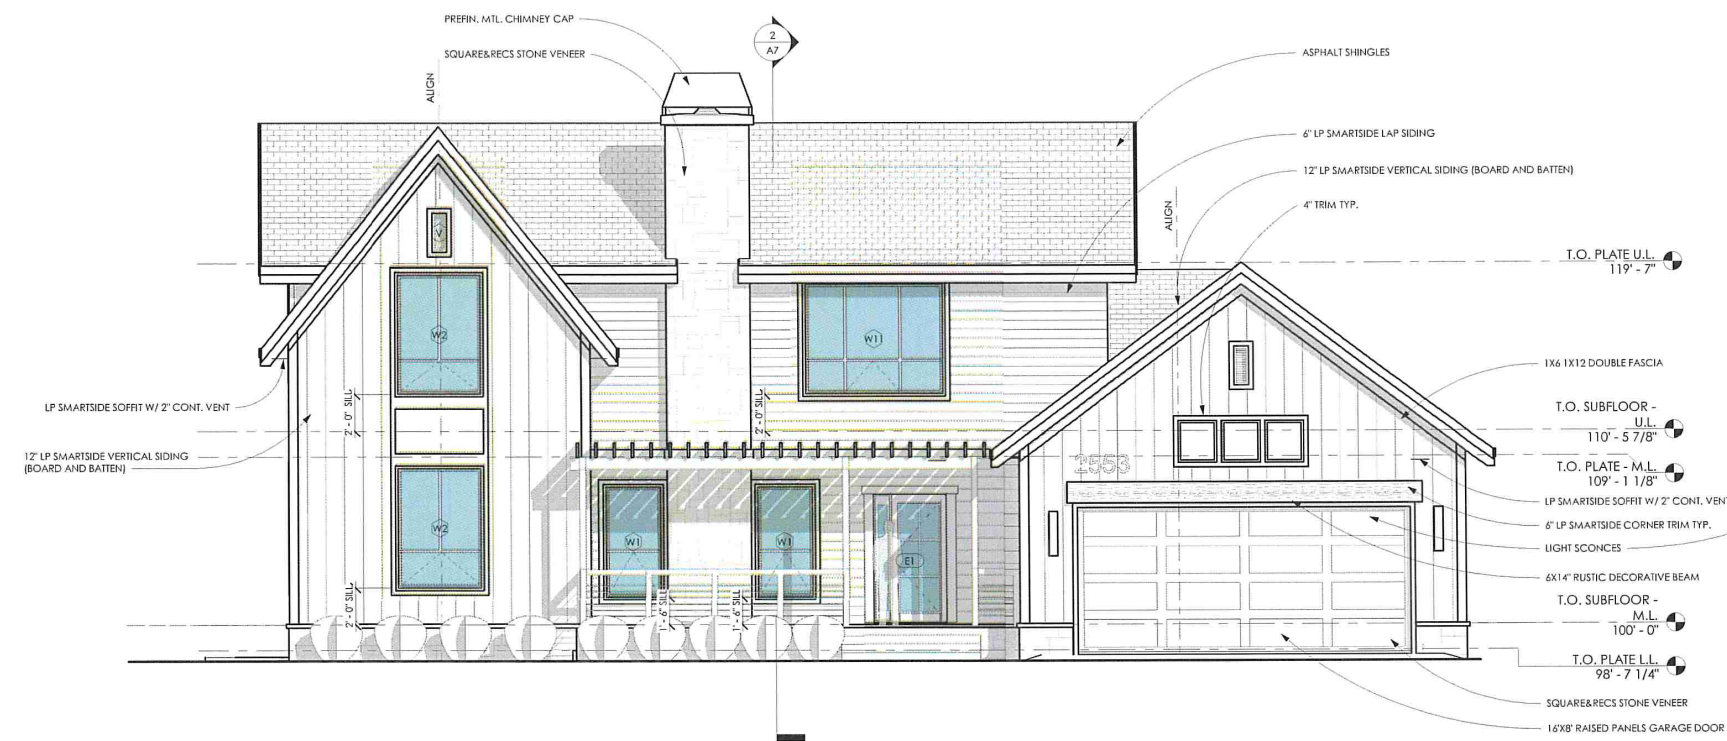 PREFIN. MTL. CHIMNEY CAP
SQUARE&RECS STONE VENEER
2
A7
ASPHALT SHINGLES
ALIGN
6" LP SMARTSIDE LAP SIDING
12" LP SMARTSIDE VERTICAL SIDING (BOARD AND BATTEN)
ALIGN
4" TRIM TYP.
V
T.O. PLATE U.L.
119' - 7"
W2
W11
1X6 1X12 DOUBLE FASCIA
LP SMARTSIDE SOFFIT W/ 2" CONT. VENT
2' - 0" SILL
2' - 0" SILL
T.O. SUBFLOOR -
U.L.
110' - 5 7/8"
12" LP SMARTSIDE VERTICAL SIDING
(BOARD AND BATTEN)
2553
T.O. PLATE - M.L.
109' - 1 1/8"
LP SMARTSIDE SOFFIT W/ 2" CONT. VENT
W2
W1
W1
E1
6" LP SMARTSIDE CORNER TRIM TYP.
LIGHT SCONCES
6X14" RUSTIC DECORATIVE BEAM
2' - 0" SILL
1' - 6" SILL
1' - 6" SILL
T.O. SUBFLOOR -
M.L.
100' - 0"
T.O. PLATE L.L.
98' - 7 1/4"
SQUARE&RECS STONE VENEER
16'X8' RAISED PANELS GARAGE DOOR